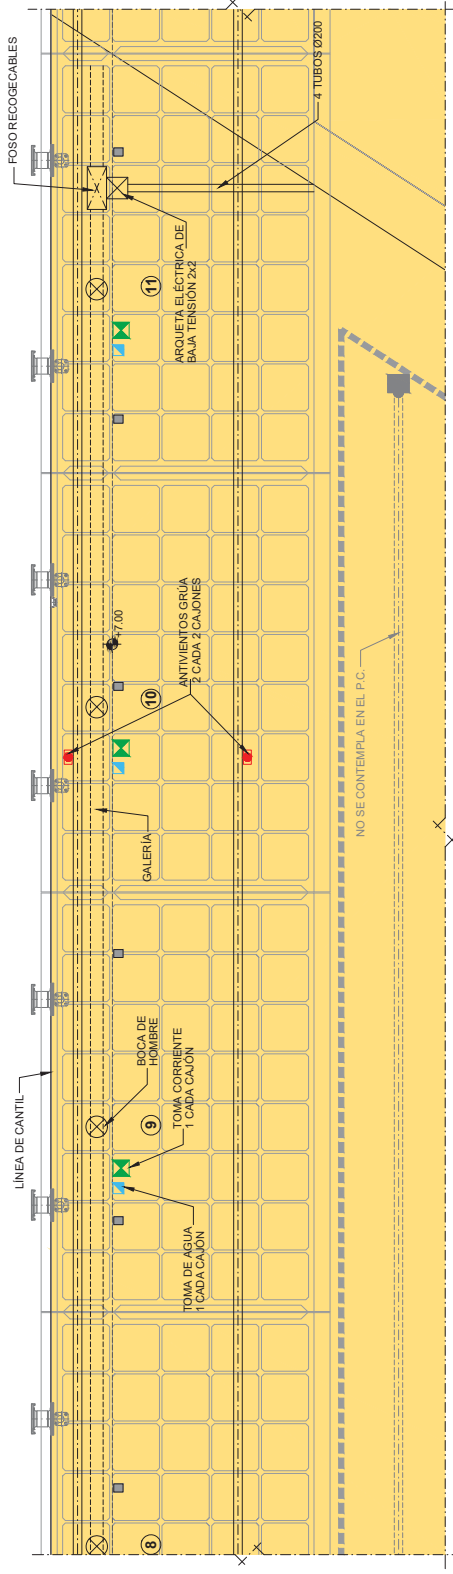 LÍNEA DE CANTIL
FOSO RECOGECABLES
8
TOMA DE AGUA
1 CADA CAJÓN
9
TOMA CORRIENTE
1 CADA CAJÓN
BOCA DE
HOMBRE
GALERÍA
10
ANTIVIENTOS GRÚA
2 CADA 2 CAJONES
+7.00
11
ARQUETA ELÉCTRICA DE
BAJA TENSIÓN 2x2
4 TUBOS Ø200
NO SE CONTEMPLA EN EL P.C.